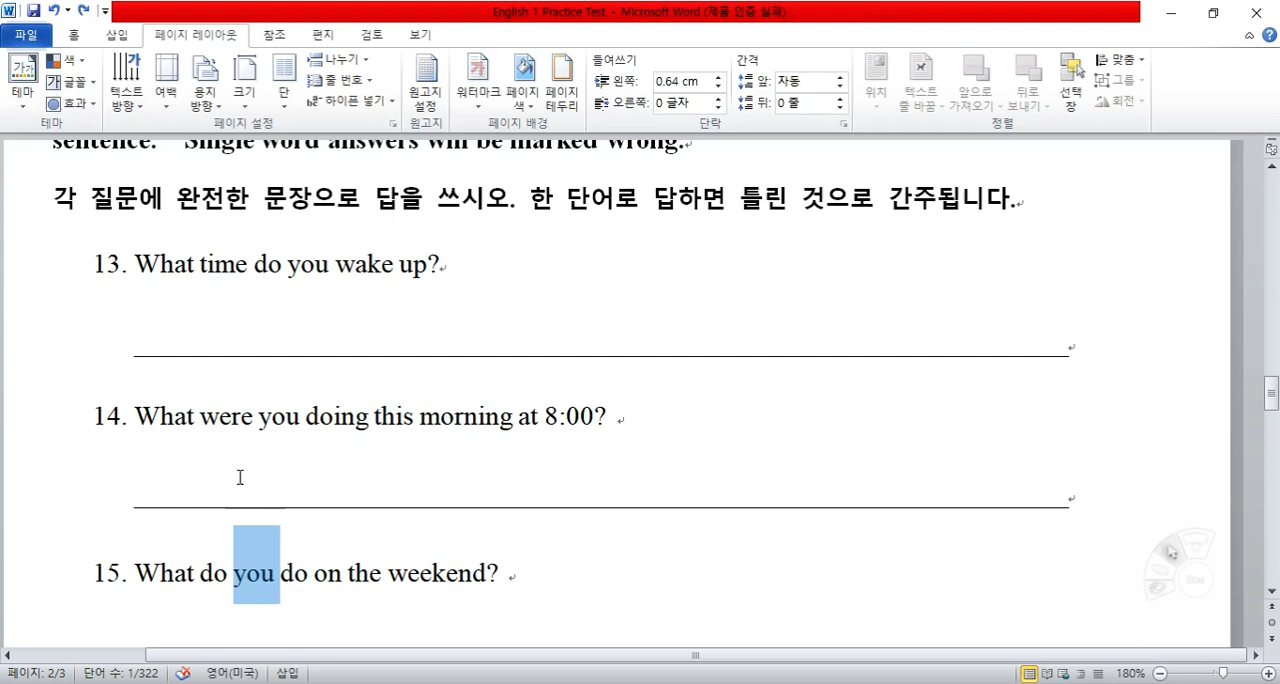 English 1 Practice Test - Microsoft Word (제품 인증 실패)
파일 홈 삽입 페이지 레이아웃 참조 편지 검토 보기
테마 색 글꼴 효과 텍스트 방향 여백 용지 방향 크기 단 나누기 줄 번호 하이픈 넣기 원고지 설정 워터마크 페이지 색 페이지 테두리 들여쓰기 왼쪽: 0.64 cm 오른쪽: 0 글자 간격 앞: 자동 뒤: 0 줄 위치 텍스트 줄 바꿈 앞으로 가져오기 뒤로 보내기 선택 창 맞춤 그룹 회전
테마 페이지 설정 원고지 페이지 배경 단락 정렬
sentence. Single word answers will be marked wrong.
각 질문에 완전한 문장으로 답을 쓰시오. 한 단어로 답하면 틀린 것으로 간주됩니다.
13. What time do you wake up?
14. What were you doing this morning at 8:00?
15. What do you do on the weekend?
페이지: 2/3 단어 수: 1/322 영어(미국) 삽입 180%